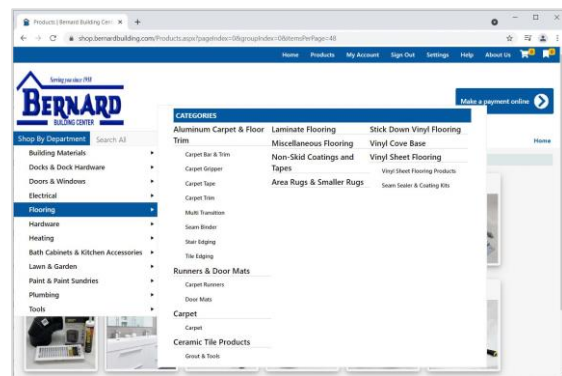 Products | Bernard Building Cen
shop.bernardbuilding.com/Products.aspx?pageIndex=0&groupIndex=0&itemsPerPage=48
Home Products My Account Sign Out Settings Help About Us
Serving you since 1938
BERNARD
BUILDING CENTER
Make a payment online
Shop By Department
Search All
Home
Building Materials
Docks & Dock Hardware
Doors & Windows
Electrical
Flooring
Hardware
Heating
Bath Cabinets & Kitchen Accessories
Lawn & Garden
Paint & Paint Sundries
Plumbing
Tools
CATEGORIES
Aluminum Carpet & Floor
Trim
Carpet Bar & Trim
Carpet Gripper
Carpet Tape
Carpet Trim
Multi Transition
Seam Binder
Stair Edging
Tile Edging
Runners & Door Mats
Carpet Runners
Door Mats
Carpet
Carpet
Ceramic Tile Products
Grout & Tools
Laminate Flooring
Miscellaneous Flooring
Non-Skid Coatings and
Tapes
Area Rugs & Smaller Rugs
Stick Down Vinyl Flooring
Vinyl Cove Base
Vinyl Sheet Flooring
Vinyl Sheet Flooring Products
Seam Sealer & Coating Kits